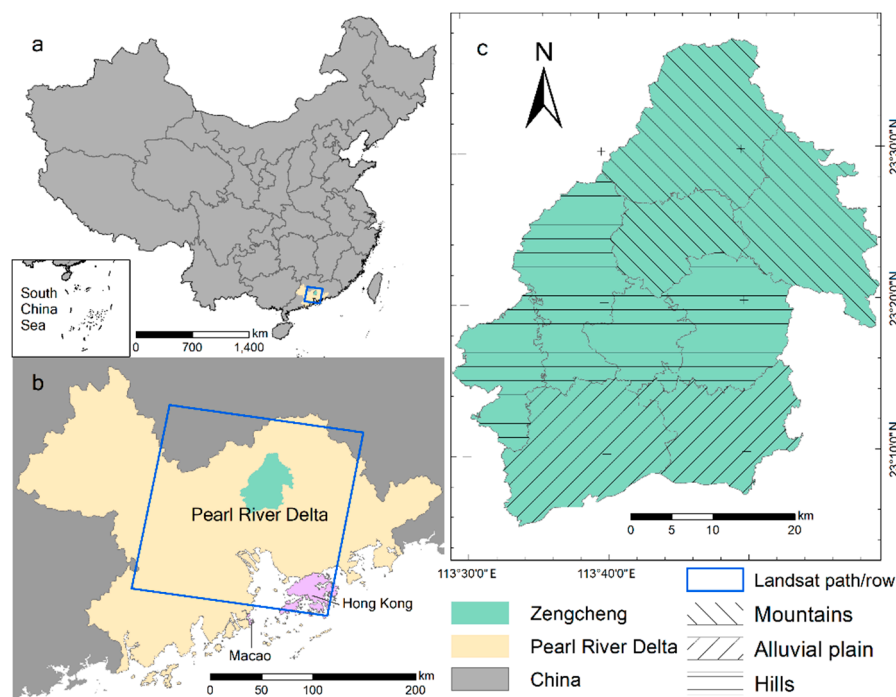 a
South
China
Sea
km
0 700 1,400
b
Pearl River Delta
Hong Kong
Macao
km
0 50 100 200
c
N
23°30'0"N
23°20'0"N
23°10'0"N
km
0 5 10 20
113°30'0"E 113°40'0"E
Zengcheng
Pearl River Delta
China
Landsat path/row
Mountains
Alluvial plain
Hills